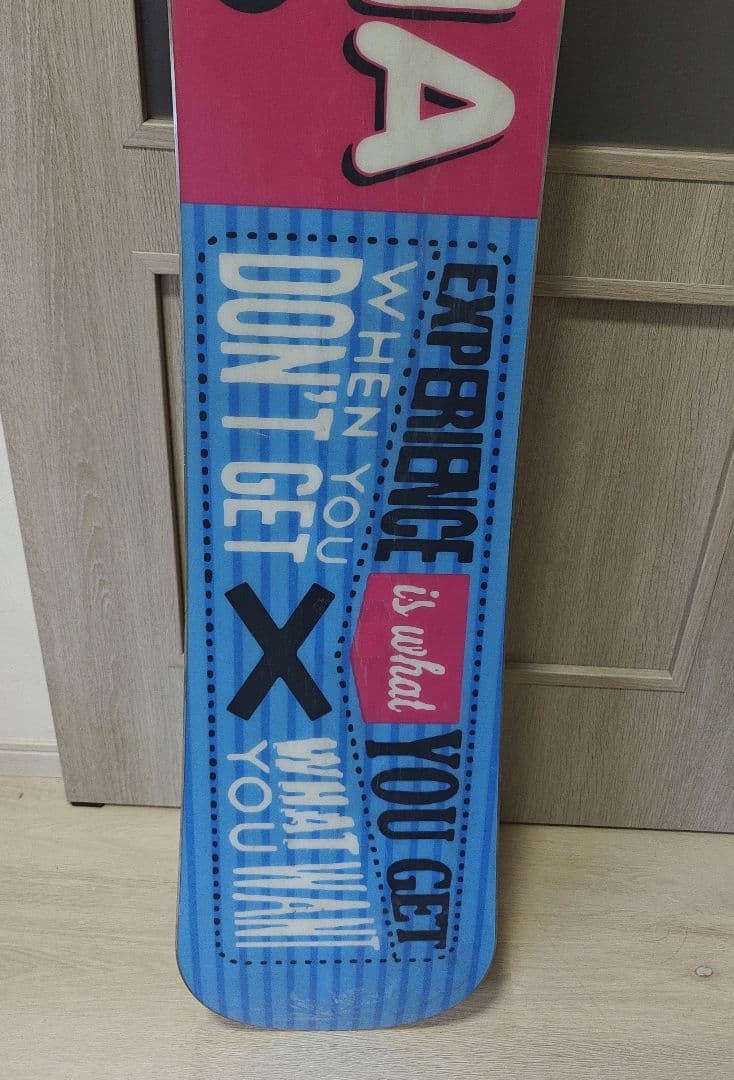 A
EXPERIENCE is what YOU GET
WHEN YOU
DON'T GET
X
WHAT
YOU WANT